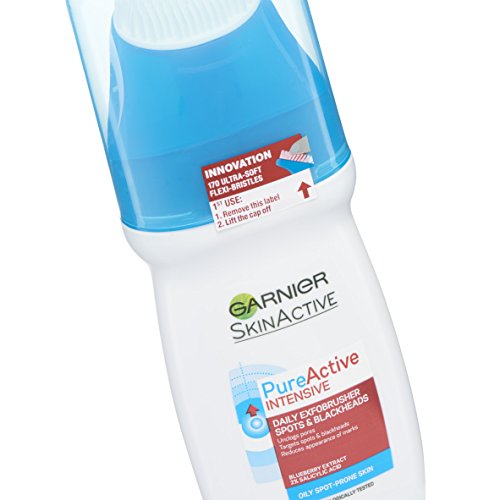 INNOVATION
170 ULTRA-SOFT
FLEXI-BRISTLES
1ST USE:
1. Remove this label
2. Lift the cap off
GARNIER
SKINACTIVE
PureActive
INTENSIVE
DAILY EXFOBRUSHER
SPOTS & BLACKHEADS
Unclogs pores
Targets spots & blackheads
Reduces appearance of marks
BLUEBERRY EXTRACT
2% SALICYLIC ACID
OILY SPOT-PRONE SKIN
TESTED